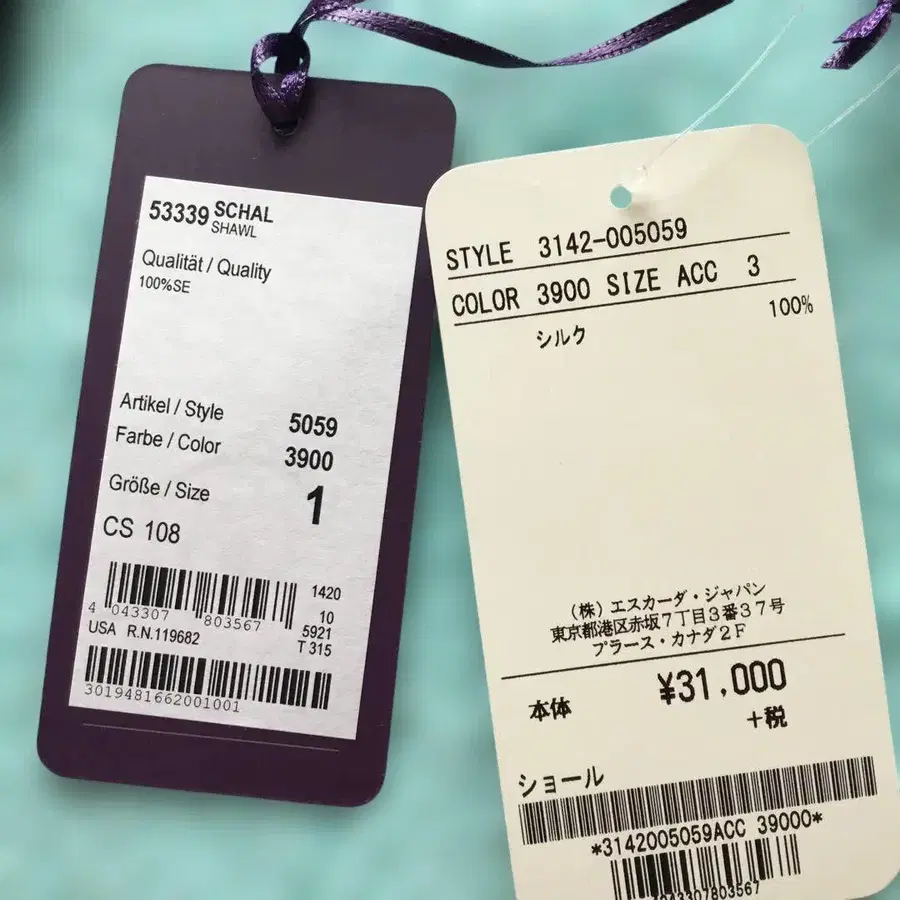 53339 SCHAL
SHAWL
Qualität / Quality
100%SE
Artikel / Style 5059
Farbe / Color 3900
Größe / Size 1
CS 108
1420
10
4 043307 803567 5921
USA R.N.119682 T 315
3019481662001001
STYLE 3142-005059
COLOR 3900 SIZE ACC 3
シルク 100%
（株）エスカーダ・ジャパン
東京都港区赤坂７丁目３番３７号
プラース・カナダ２Ｆ
本体 ¥31,000
+税
ショール
*3142005059ACC 39000*
4043307803567